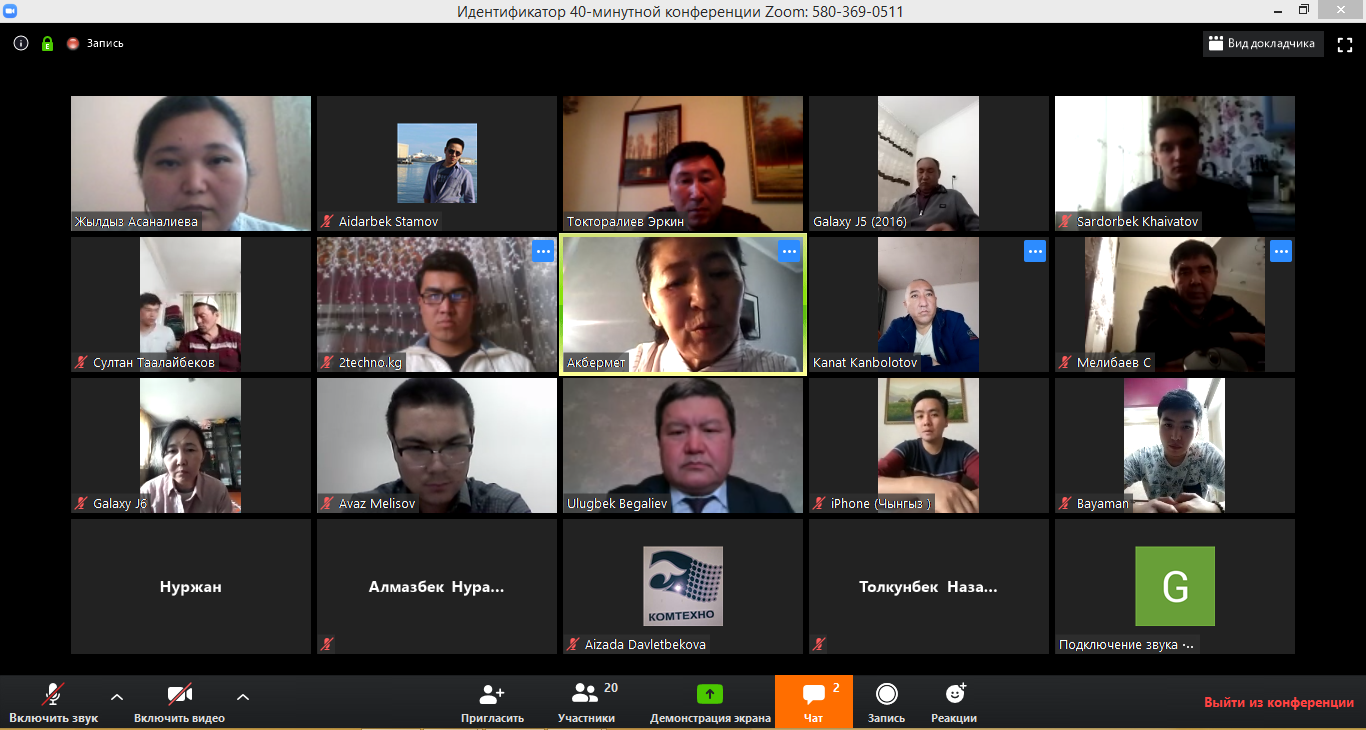 Идентификатор 40-минутной конференции Zoom: 580-369-0511
Запись
Вид докладчика
Жылдыз Асаналиева
Aidarbek Stamov
Токторалиев Эркин
Galaxy J5 (2016)
Sardorbek Khaivatov
Султан Таалайбеков
2techno.kg
Акбермет
Kanat Kanbolotov
Мелибаев С
Galaxy J6
Avaz Melisov
Ulugbek Begaliev
iPhone (Чынгыз )
Bayaman
Нуржан
Алмазбек Нура...
КОМТЕХНО
Aizada Davletbekova
Толкунбек Наза...
G
Подключение звука ·..
Включить звук
Включить видео
Пригласить
20
Участники
Демонстрация экрана
2
Чат
Запись
Реакции
Выйти из конференции